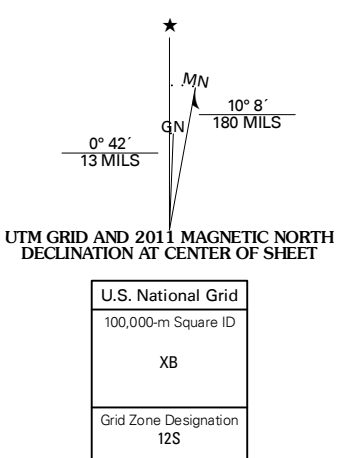 MN
GN
10° 8´
180 MILS
0° 42´
13 MILS
UTM GRID AND 2011 MAGNETIC NORTH
DECLINATION AT CENTER OF SHEET
U.S. National Grid
100,000-m Square ID
XB
Grid Zone Designation
12S